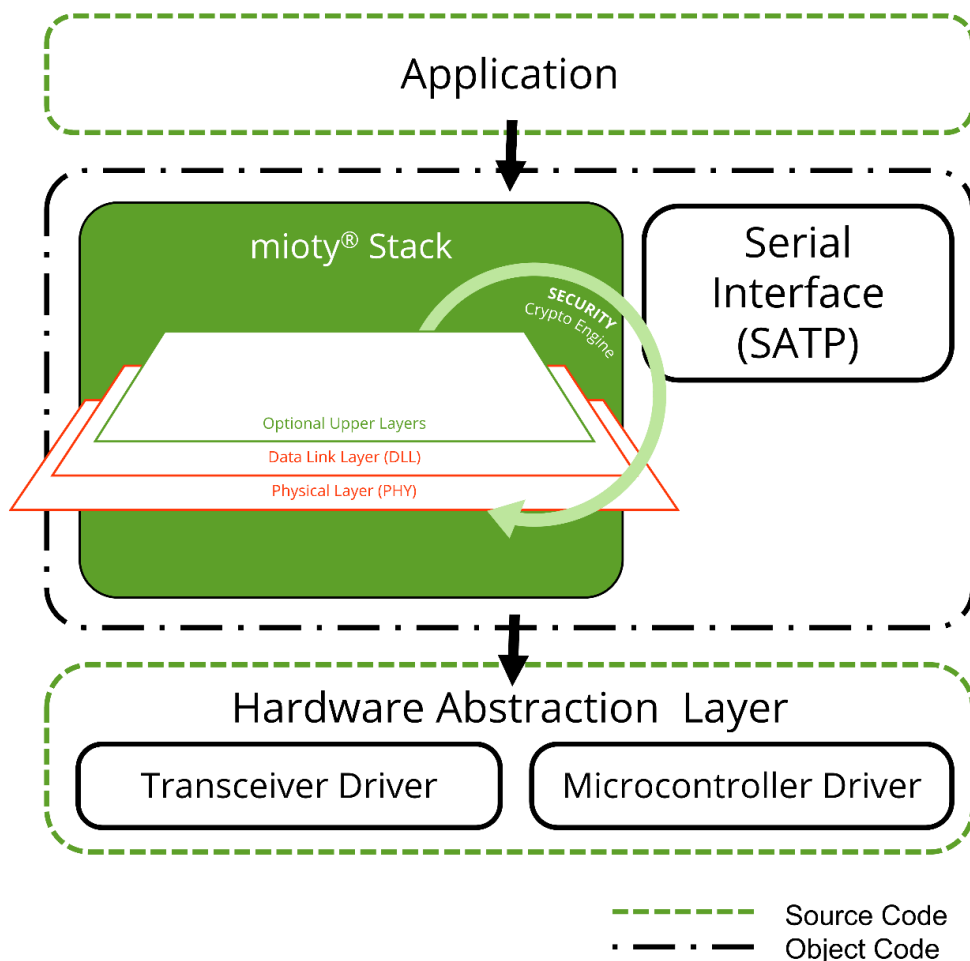 Application
mioty® Stack
SECURITY
Crypto Engine
Serial
Interface
(SATP)
Optional Upper Layers
Data Link Layer (DLL)
Physical Layer (PHY)
Hardware Abstraction Layer
Transceiver Driver
Microcontroller Driver
Source Code
Object Code